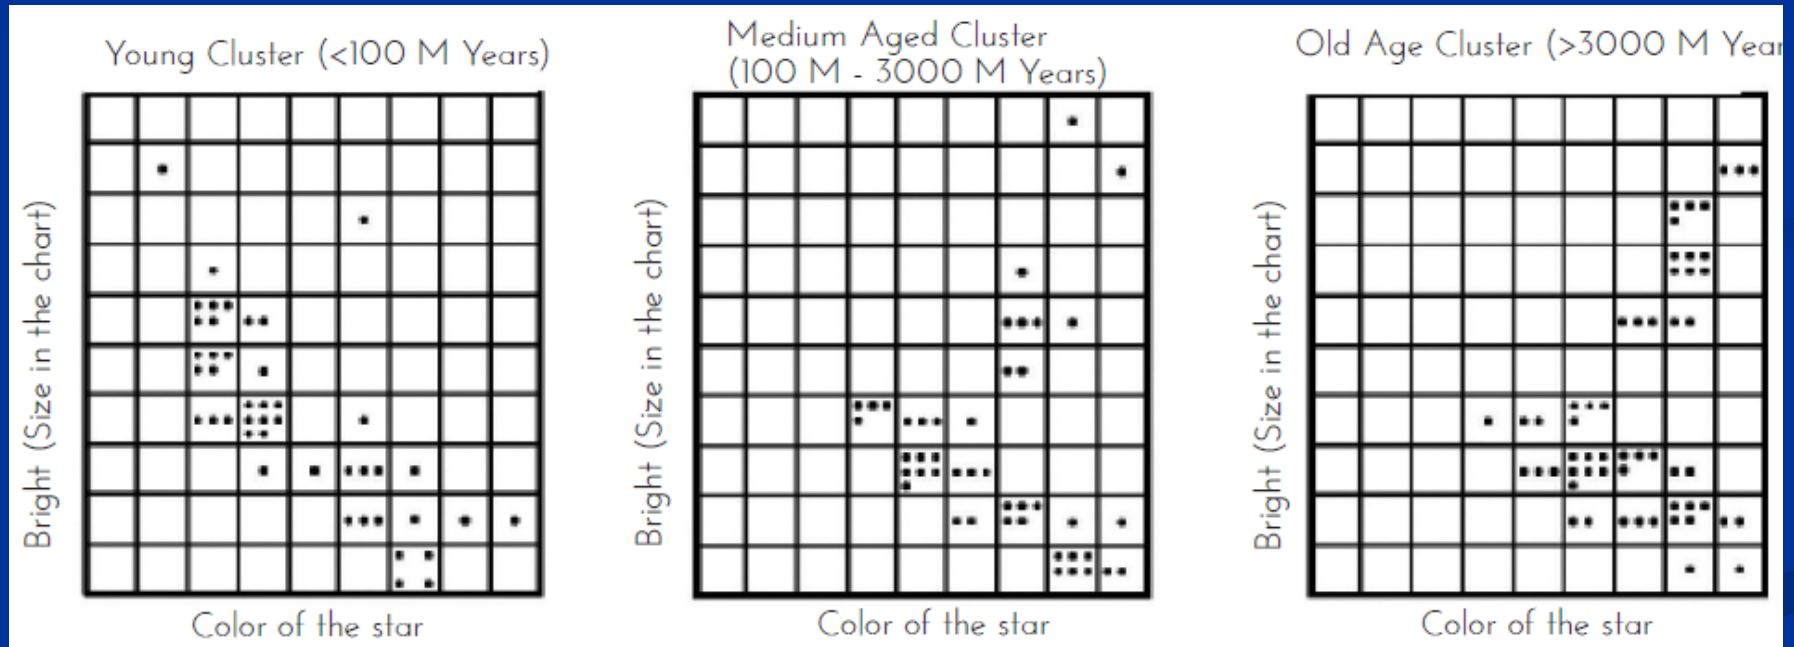 Young Cluster (<100 M Years)
Bright (Size in the chart)
Color of the star
Medium Aged Cluster
(100 M - 3000 M Years)
Bright (Size in the chart)
Color of the star
Old Age Cluster (>3000 M Year
Bright (Size in the chart)
Color of the star